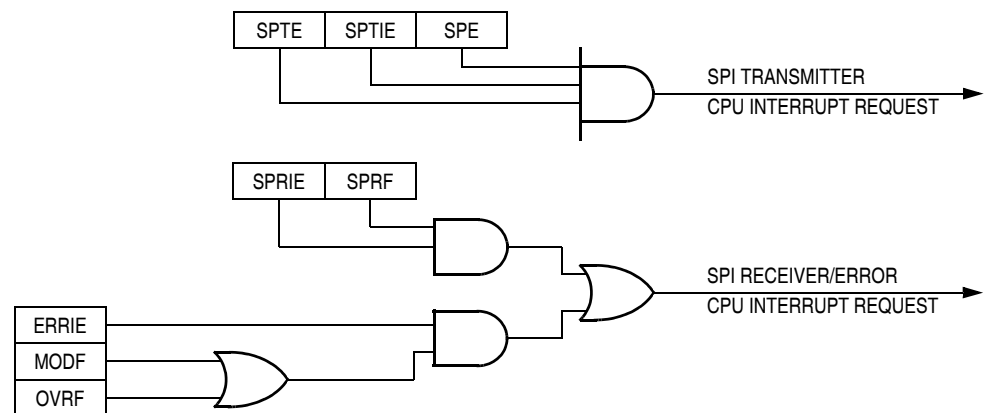 SPTE SPTIE SPE
SPI TRANSMITTER
CPU INTERRUPT REQUEST
SPRIE SPRF
SPI RECEIVER/ERROR
CPU INTERRUPT REQUEST
ERRIE
MODF
OVRF